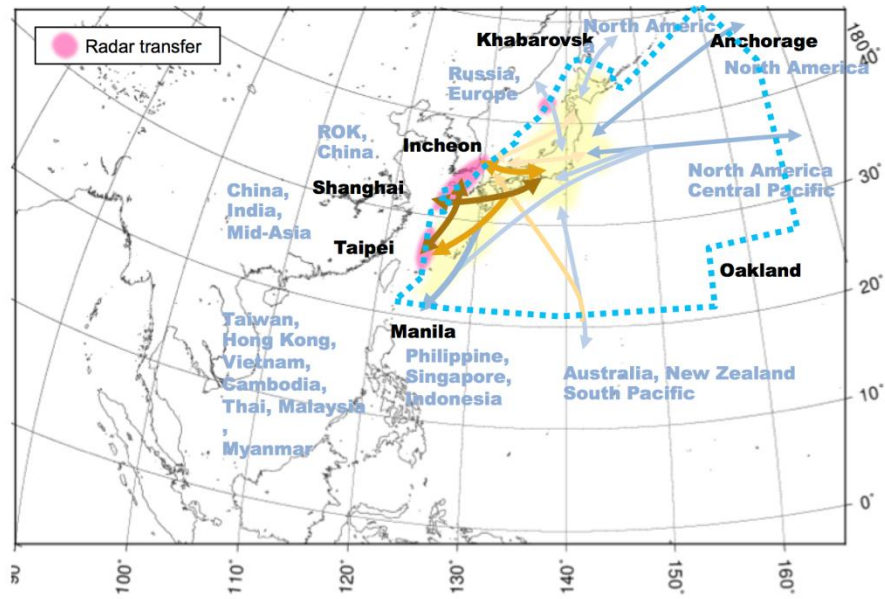 Radar transfer
North Americ
a
Khabarovsk
Anchorage
North America
180°
40°
Russia,
Europe
ROK,
China
Incheon
Shanghai
China,
India,
Mid-Asia
Taipei
North America
Central Pacific
30°
Oakland
20°
Manila
Taiwan,
Hong Kong,
Vietnam,
Cambodia,
Thai, Malaysia
,
Myanmar
Philippine,
Singapore,
Indonesia
Australia, New Zealand
South Pacific
10°
0°
90
100°
110°
120°
130°
140°
150°
160°